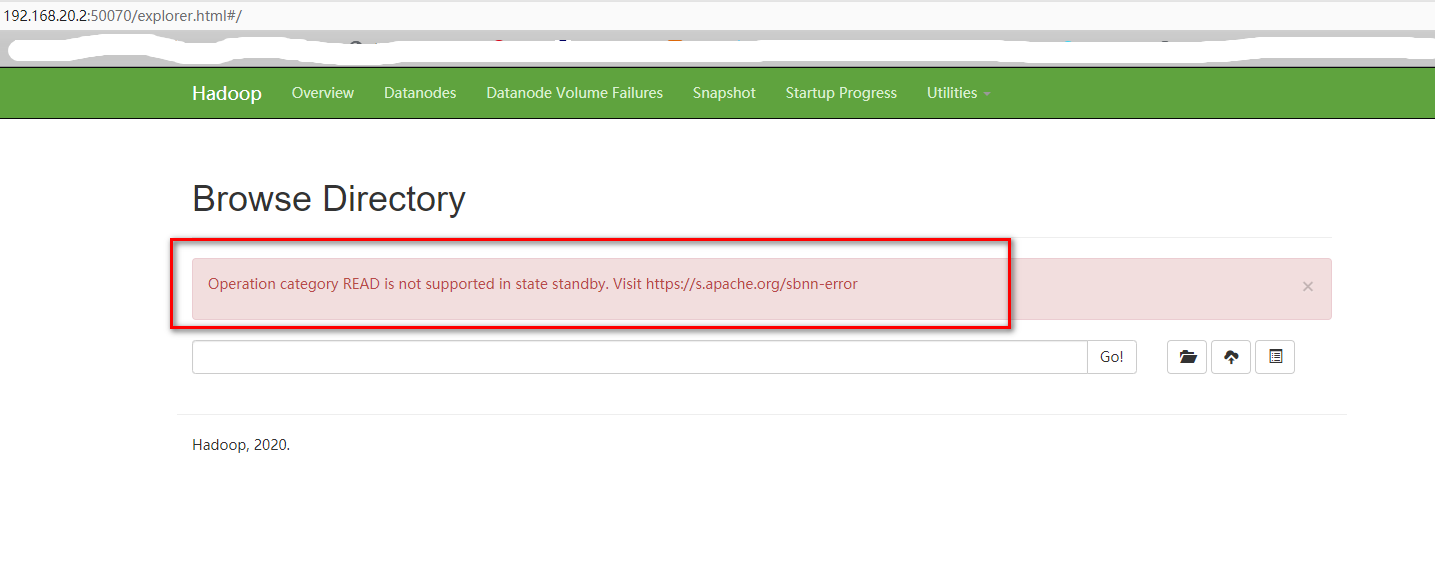 192.168.20.2:50070/explorer.html#/
Hadoop Overview Datanodes Datanode Volume Failures Snapshot Startup Progress Utilities
Browse Directory
Operation category READ is not supported in state standby. Visit https://s.apache.org/sbnn-error ×
Go!
Hadoop, 2020.